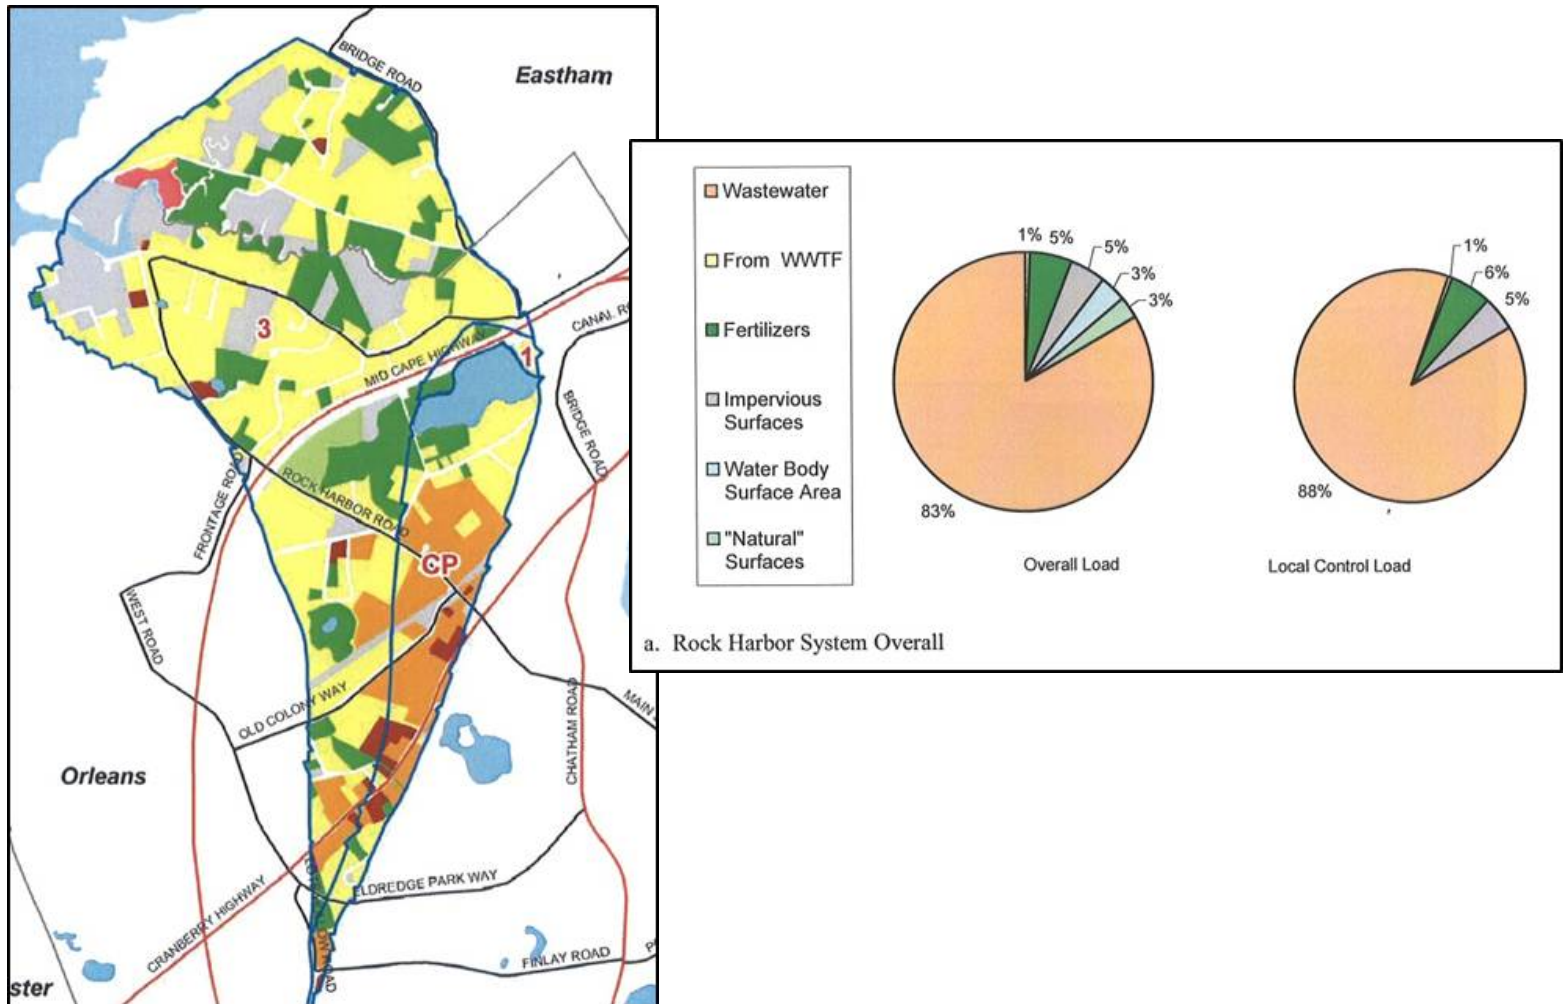 BRIDGE ROAD
Eastham
3
MID CAPE HIGHWAY
1
BRIDGE ROAD
FRONTAGE ROAD
ROCK HARBOR ROAD
CP
WEST ROAD
OLD COLONY WAY
CHATHAM ROAD
Orleans
ELDREDGE PARK WAY
CRANBERRY HIGHWAY
FINLAY ROAD
ster
Wastewater
From WWTF
Fertilizers
Impervious
Surfaces
Water Body
Surface Area
"Natural"
Surfaces
1% 5%
5%
3%
3%
83%
Overall Load
1%
6%
5%
88%
Local Control Load
a. Rock Harbor System Overall